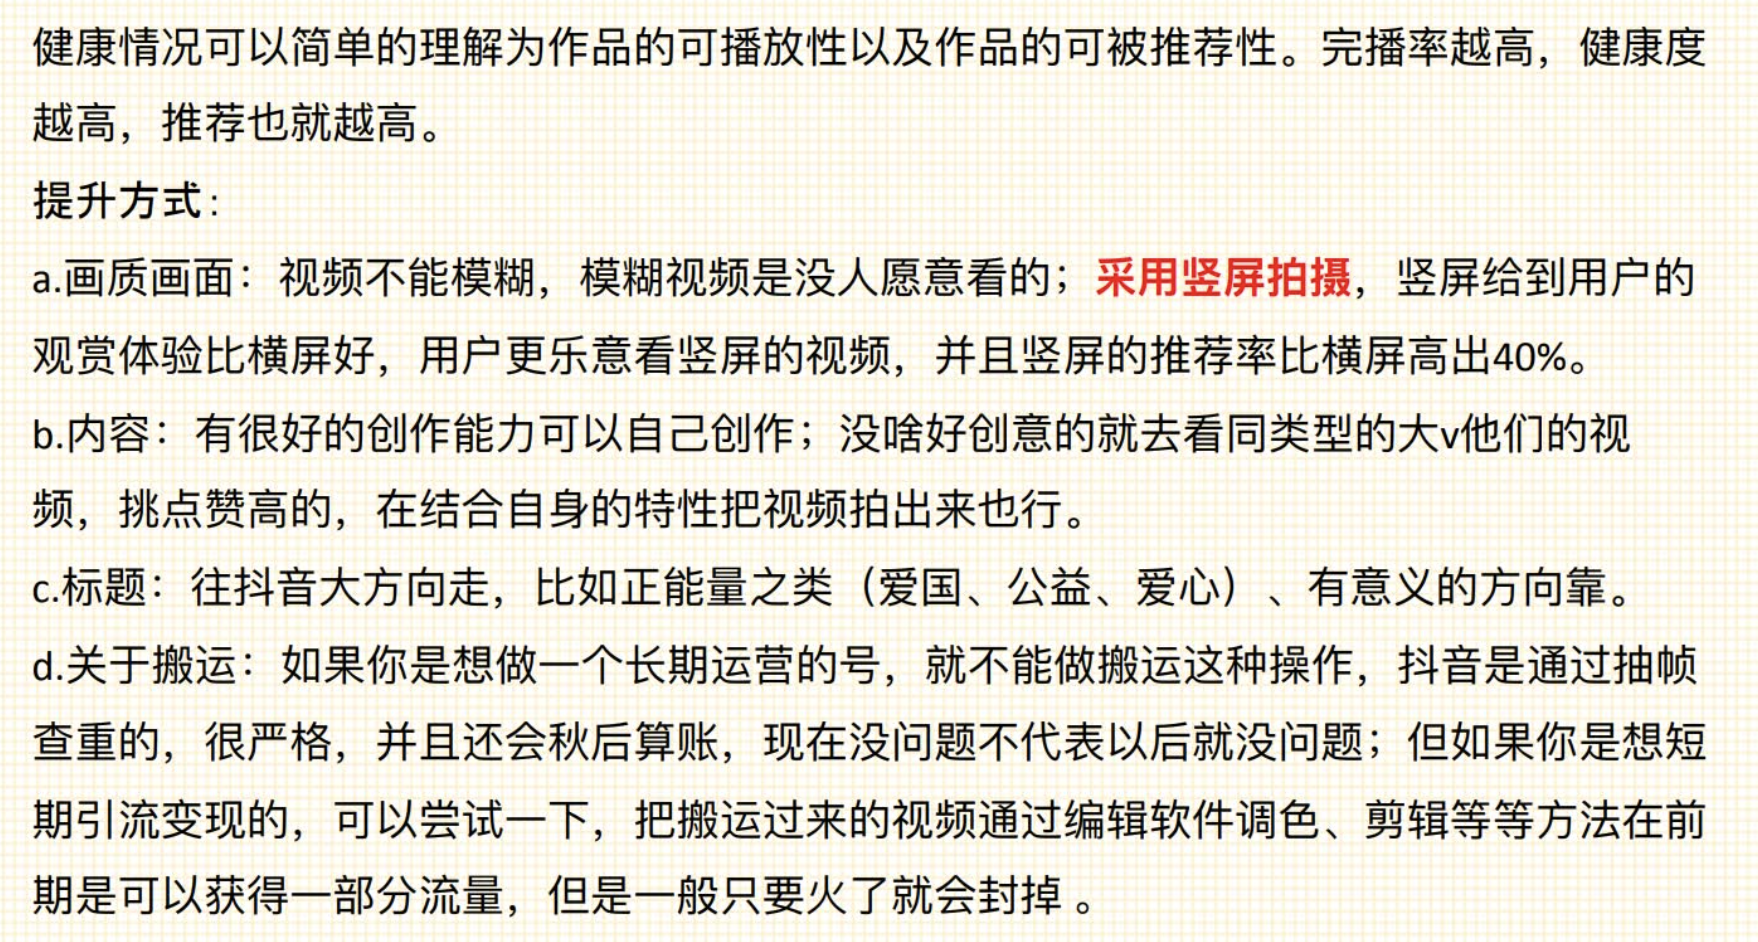 健康情况可以简单的理解为作品的可播放性以及作品的可被推荐性。完播率越高，健康度
越高，推荐也就越高。
提升方式：
a.画质画面：视频不能模糊，模糊视频是没人愿意看的；采用竖屏拍摄，竖屏给到用户的
观赏体验比横屏好，用户更乐意看竖屏的视频，并且竖屏的推荐率比横屏高出40%。
b.内容：有很好的创作能力可以自己创作；没啥好创意的就去看同类型的大v他们的视
频，挑点赞高的，在结合自身的特性把视频拍出来也行。
c.标题：往抖音大方向走，比如正能量之类（爱国、公益、爱心）、有意义的方向靠。
d.关于搬运：如果你是想做一个长期运营的号，就不能做搬运这种操作，抖音是通过抽帧
查重的，很严格，并且还会秋后算账，现在没问题不代表以后就没问题；但如果你是想短
期引流变现的，可以尝试一下，把搬运过来的视频通过编辑软件调色、剪辑等等方法在前
期是可以获得一部分流量，但是一般只要火了就会封掉 。